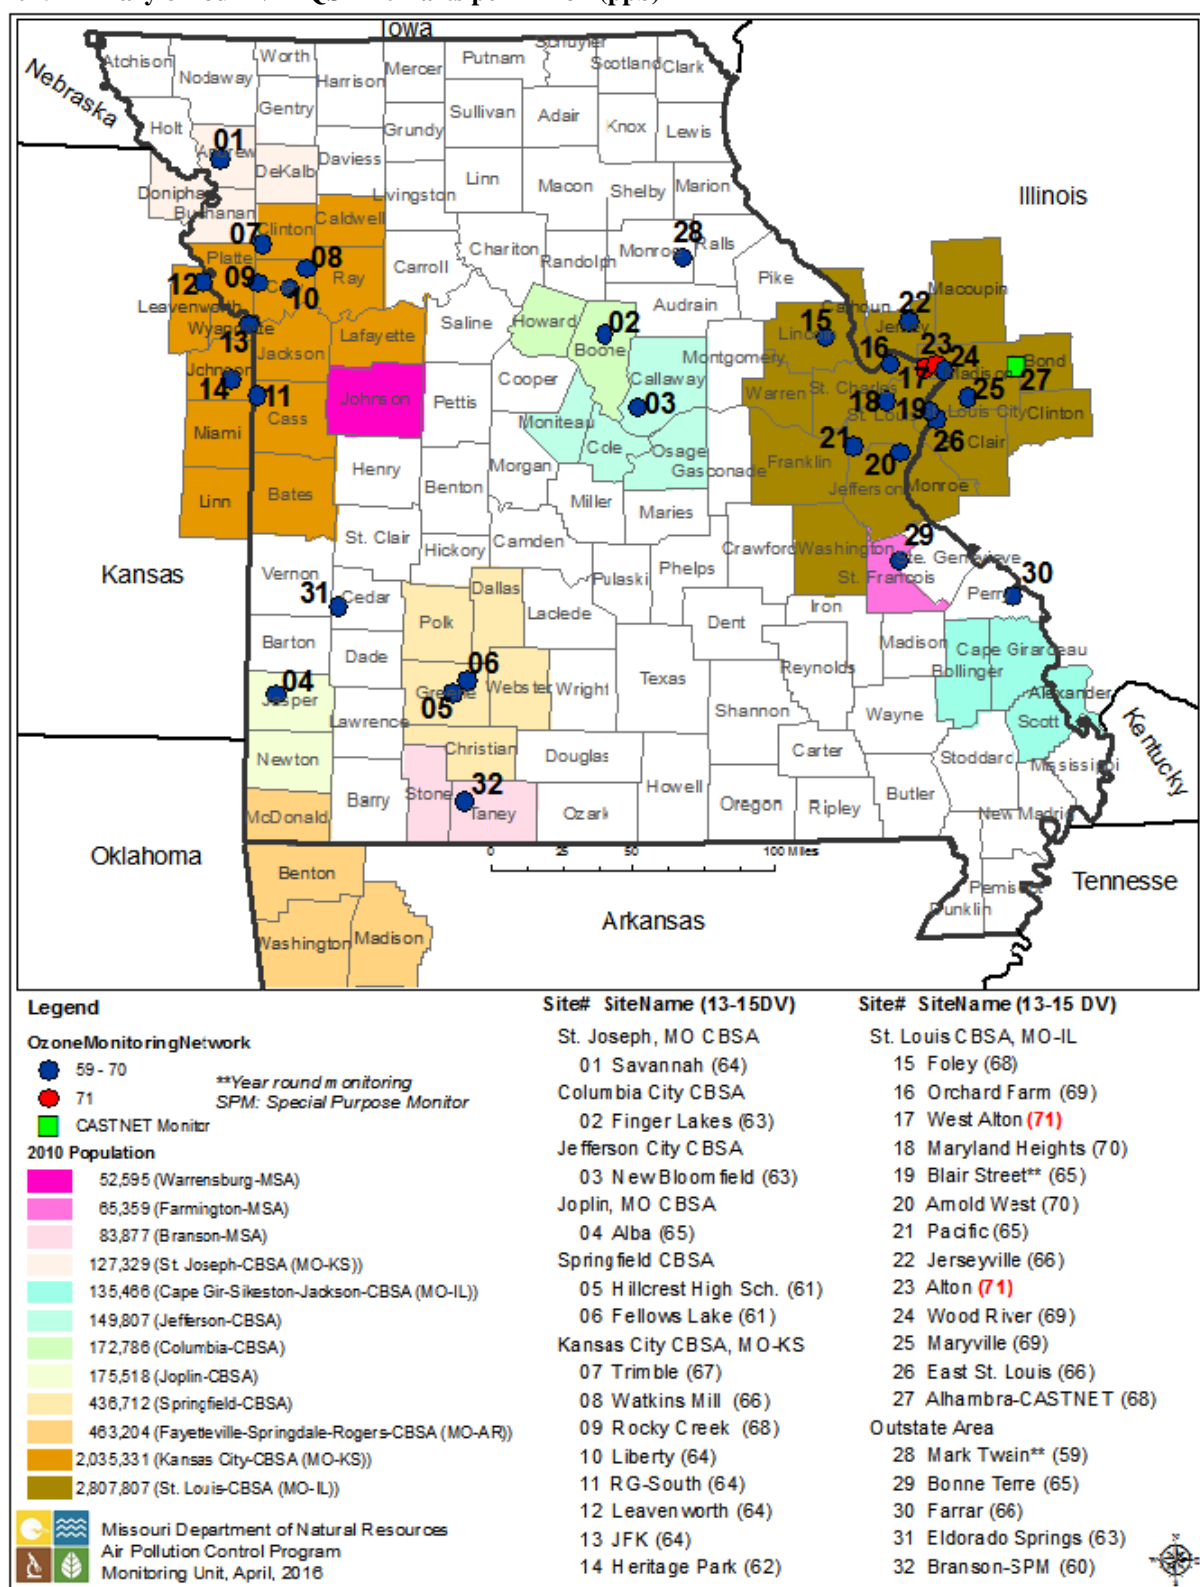 Iowa
Nebraska
Illinois
Kansas
Oklahoma
Arkansas
Tennesse
Kentucky
Atchison
Nodaway
Worth
Harrison
Mercer
Putnam
Schuyler
Scotland
Clark
Holt
Gentry
Grundy
Sullivan
Adair
Knox
Lewis
01
Andrew
DeKalb
Daviess
Livingston
Linn
Macon
Shelby
Marion
Doniphan
Buchanan
Clinton
Caldwell
07
Platte
08
Ray
Carroll
Chariton
Randolph
Monroe
28
Ralls
Pike
12
09
Clay
10
Leavenworth
Wyandotte
13
Jackson
Lafayette
Saline
Howard
02
Boone
Audrain
Calhoun
22
Macoupin
Jersey
Lincoln
15
16
23
24
17
Madison
Bond
27
Johnson
14
11
Cass
Johnson
Pettis
Cooper
Callaway
03
Montgomery
Warren
St. Charles
18
St. Louis
19
St. Louis City
25
Clinton
26
St. Clair
Miami
Moniteau
Cole
Osage
Gasconade
Franklin
21
20
Jefferson
Monroe
Linn
Bates
Henry
Benton
Morgan
Miller
Maries
St. Clair
Hickory
Camden
Pulaski
Phelps
Crawford
Washington
29
Ste. Genevieve
St. Francois
30
Perry
Vernon
31
Cedar
Polk
Dallas
Laclede
Dent
Iron
Madison
Bollinger
Cape Girardeau
Barton
Dade
04
Jasper
06
Greene
05
Webster
Wright
Texas
Reynolds
Shannon
Wayne
Alexander
Scott
Lawrence
Newton
Christian
Douglas
Carter
Stoddard
Mississippi
McDonald
Barry
Stone
32
Taney
Ozark
Howell
Oregon
Ripley
Butler
New Madrid
Benton
Washington
Madison
Pemiscot
Dunklin
0 25 50 100 Miles
Legend
OzoneMonitoringNetwork
59 - 70
71
CASTNET Monitor
**Year round monitoring
SPM: Special Purpose Monitor
2010 Population
52,595 (Warrensburg-MSA)
65,359 (Farmington-MSA)
83,877 (Branson-MSA)
127,329 (St. Joseph-CBSA (MO-KS))
135,466 (Cape Gir-Sikeston-Jackson-CBSA (MO-IL))
149,807 (Jefferson-CBSA)
172,786 (Columbia-CBSA)
175,518 (Joplin-CBSA)
436,712 (Springfield-CBSA)
463,204 (Fayetteville-Springdale-Rogers-CBSA (MO-AR))
2,035,331 (Kansas City-CBSA (MO-KS))
2,807,807 (St. Louis-CBSA (MO-IL))
Missouri Department of Natural Resources
Air Pollution Control Program
Monitoring Unit, April, 2016
Site# SiteName (13-15DV)
St. Joseph, MO CBSA
01 Savannah (64)
Columbia City CBSA
02 Finger Lakes (63)
Jefferson City CBSA
03 New Bloomfield (63)
Joplin, MO CBSA
04 Alba (65)
Springfield CBSA
05 Hillcrest High Sch. (61)
06 Fellows Lake (61)
Kansas City CBSA, MO-KS
07 Trimble (67)
08 Watkins Mill (66)
09 Rocky Creek (68)
10 Liberty (64)
11 RG-South (64)
12 Leavenworth (64)
13 JFK (64)
14 Heritage Park (62)
Site# SiteName (13-15 DV)
St. Louis CBSA, MO-IL
15 Foley (68)
16 Orchard Farm (69)
17 West Alton (71)
18 Maryland Heights (70)
19 Blair Street** (65)
20 Arnold West (70)
21 Pacific (65)
22 Jerseyville (66)
23 Alton (71)
24 Wood River (69)
25 Maryville (69)
26 East St. Louis (66)
27 Alhambra-CASTNET (68)
Outstate Area
28 Mark Twain** (59)
29 Bonne Terre (65)
30 Farrar (66)
31 Eldorado Springs (63)
32 Branson-SPM (60)